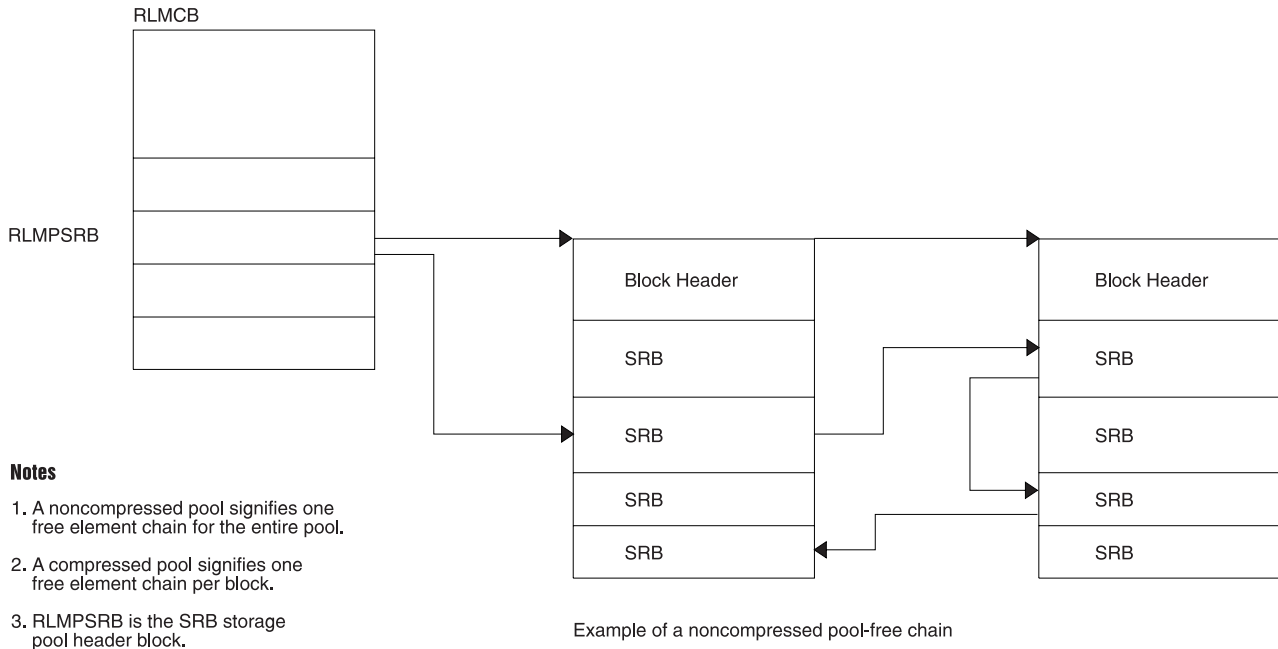 RLMCB
RLMPSRB
Block Header
SRB
SRB
SRB
SRB
Block Header
SRB
SRB
SRB
SRB
Notes
1. A noncompressed pool signifies one
free element chain for the entire pool.
2. A compressed pool signifies one
free element chain per block.
3. RLMPSRB is the SRB storage
pool header block.
Example of a noncompressed pool-free chain